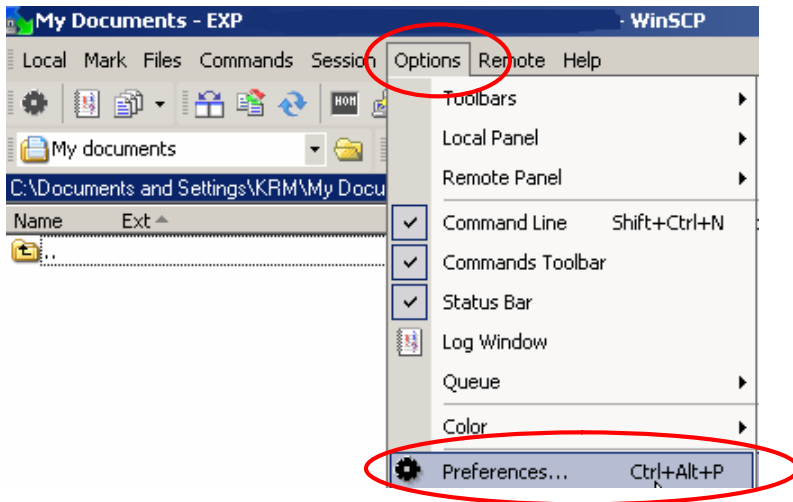 My Documents - EXP - WinSCP
Local Mark Files Commands Session Options Remote Help
Toolbars
My documents
Local Panel
C:\Documents and Settings\KRM\My Docu
Remote Panel
Name Ext
..
Command Line Shift+Ctrl+N
Commands Toolbar
Status Bar
Log Window
Queue
Color
Preferences... Ctrl+Alt+P